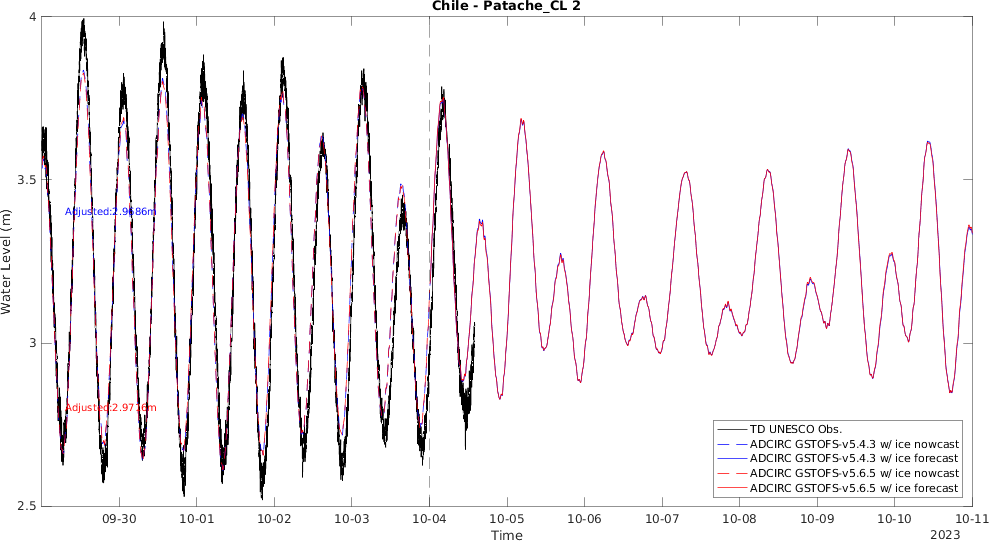 Chile - Patache_CL 2
Water Level (m)
4
3.5
3
2.5
Adjusted:2.9686m
Adjusted:2.9776m
TD UNESCO Obs.
ADCIRC GSTOFS-v5.4.3 w/ ice nowcast
ADCIRC GSTOFS-v5.4.3 w/ ice forecast
ADCIRC GSTOFS-v5.6.5 w/ ice nowcast
ADCIRC GSTOFS-v5.6.5 w/ ice forecast
09-30 10-01 10-02 10-03 10-04 10-05 10-06 10-07 10-08 10-09 10-10 10-11
Time
2023